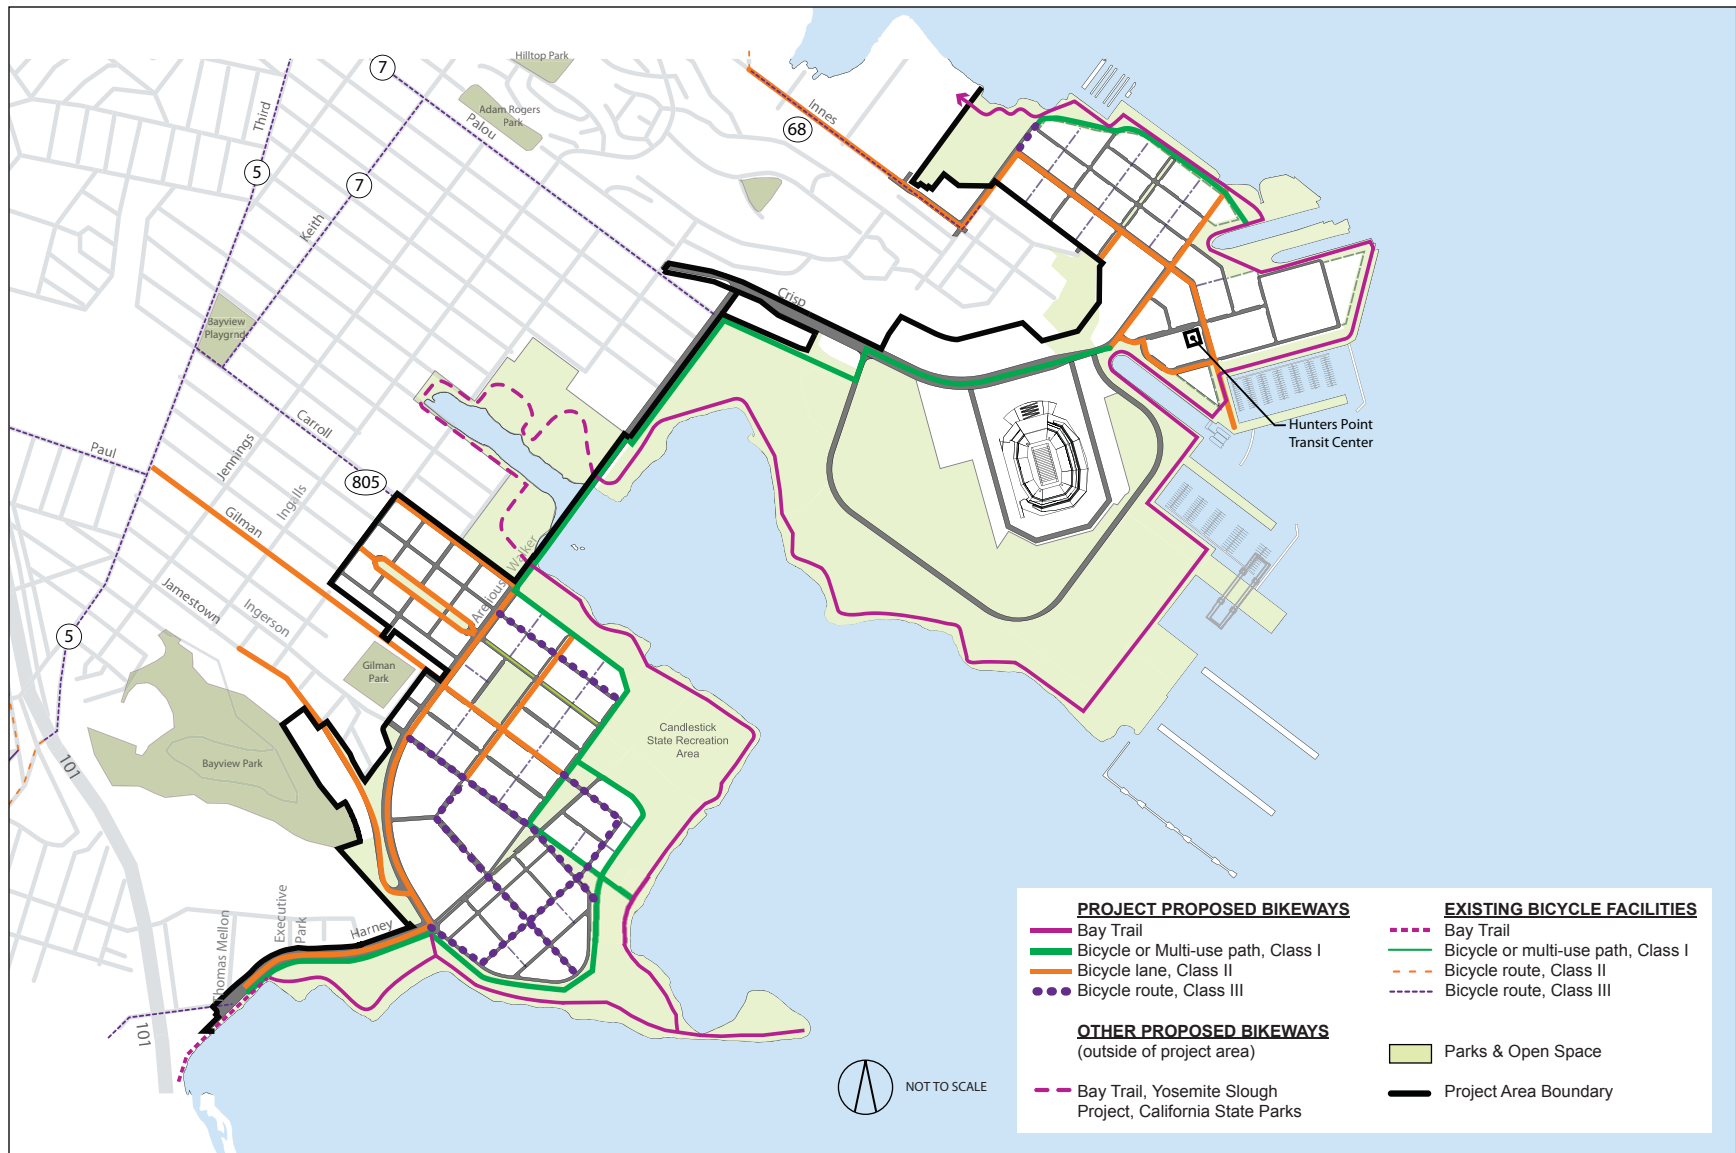 Hilltop Park
7
Third
Adam Rogers
Park
Palou
Innes
68
5
7
Keith
Crisp
Bayview
Playgrnd
Hunters Point
Transit Center
Carroll
Paul
Jennings
805
Ingalls
Gilman
Arelious Walker
Jamestown
Ingerson
5
Gilman
Park
Candlestick
State Recreation
Area
101
Bayview Park
Thomas Mellon
Executive
Park
Harney
101
NOT TO SCALE
PROJECT PROPOSED BIKEWAYS
Bay Trail
Bicycle or Multi-use path, Class I
Bicycle lane, Class II
Bicycle route, Class III
OTHER PROPOSED BIKEWAYS
(outside of project area)
Bay Trail, Yosemite Slough
Project, California State Parks
EXISTING BICYCLE FACILITIES
Bay Trail
Bicycle or multi-use path, Class I
Bicycle route, Class II
Bicycle route, Class III
Parks & Open Space
Project Area Boundary